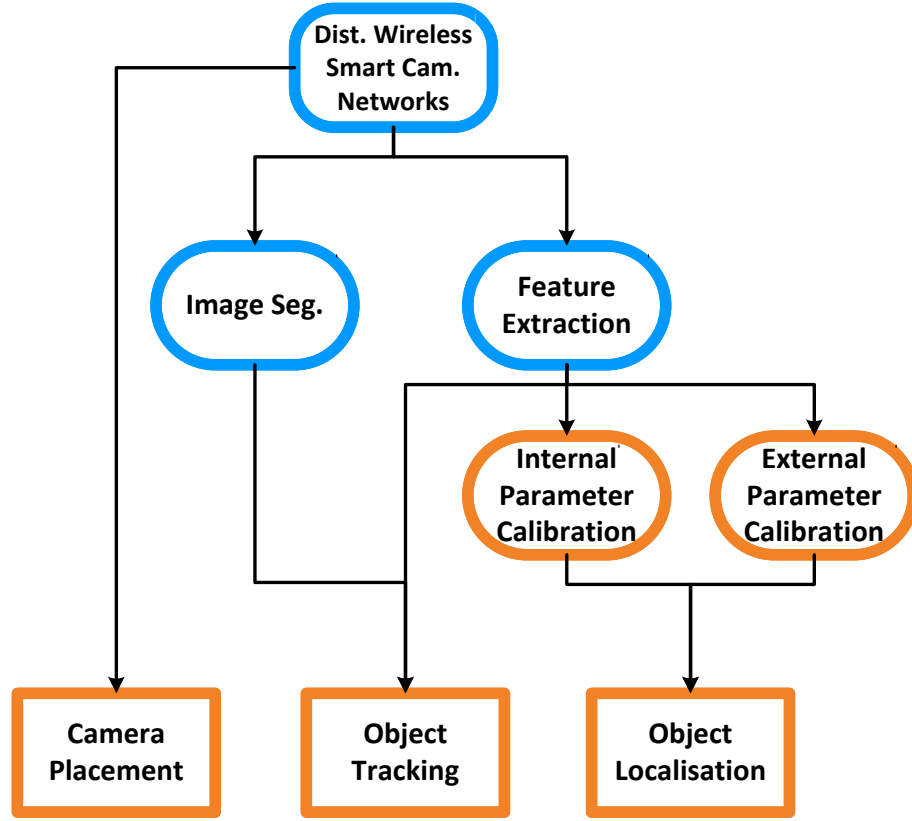 Dist. Wireless
Smart Cam.
Networks
Image Seg.
Feature
Extraction
Internal
Parameter
Calibration
External
Parameter
Calibration
Camera
Placement
Object
Tracking
Object
Localisation